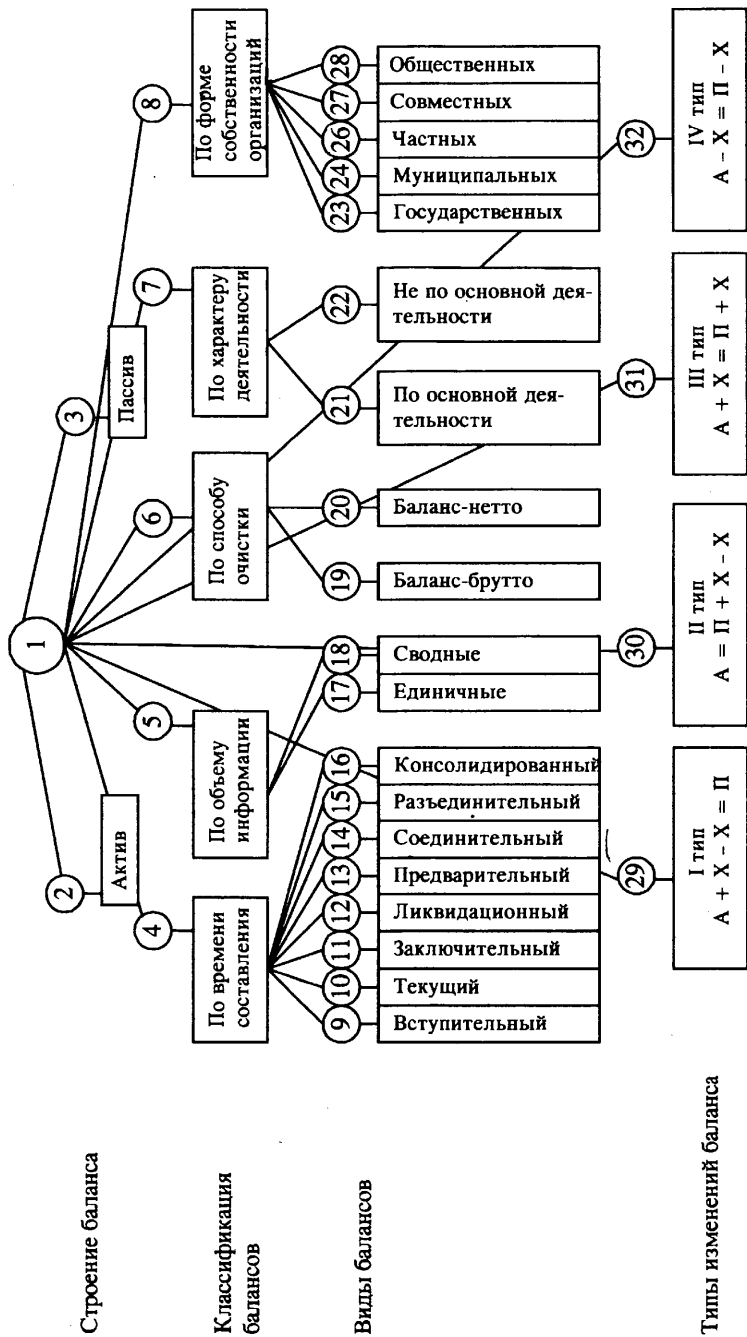 Строение баланса
1
2
3
Актив
Пассив
4
5
6
7
8
Классификация
балансов
По времени
составления
По объему
информации
По способу
очистки
По характеру
деятельности
По форме
собственности
организаций
Виды балансов
9
10
11
12
13
14
15
16
17
18
19
20
21
22
23
24
26
27
28
Вступительный
Текущий
Заключительный
Ликвидационный
Предварительный
Соединительный
Разъединительный
Консолидированный
Единичные
Сводные
Баланс-брутто
Баланс-нетто
По основной дея-
тельности
Не по основной дея-
тельности
Государственных
Муниципальных
Частных
Совместных
Общественных
29
30
31
32
Типы изменений баланса
I тип
А + Х - Х = П
II тип
А = П + Х - Х
III тип
А + Х = П + Х
IV тип
А - Х = П - Х